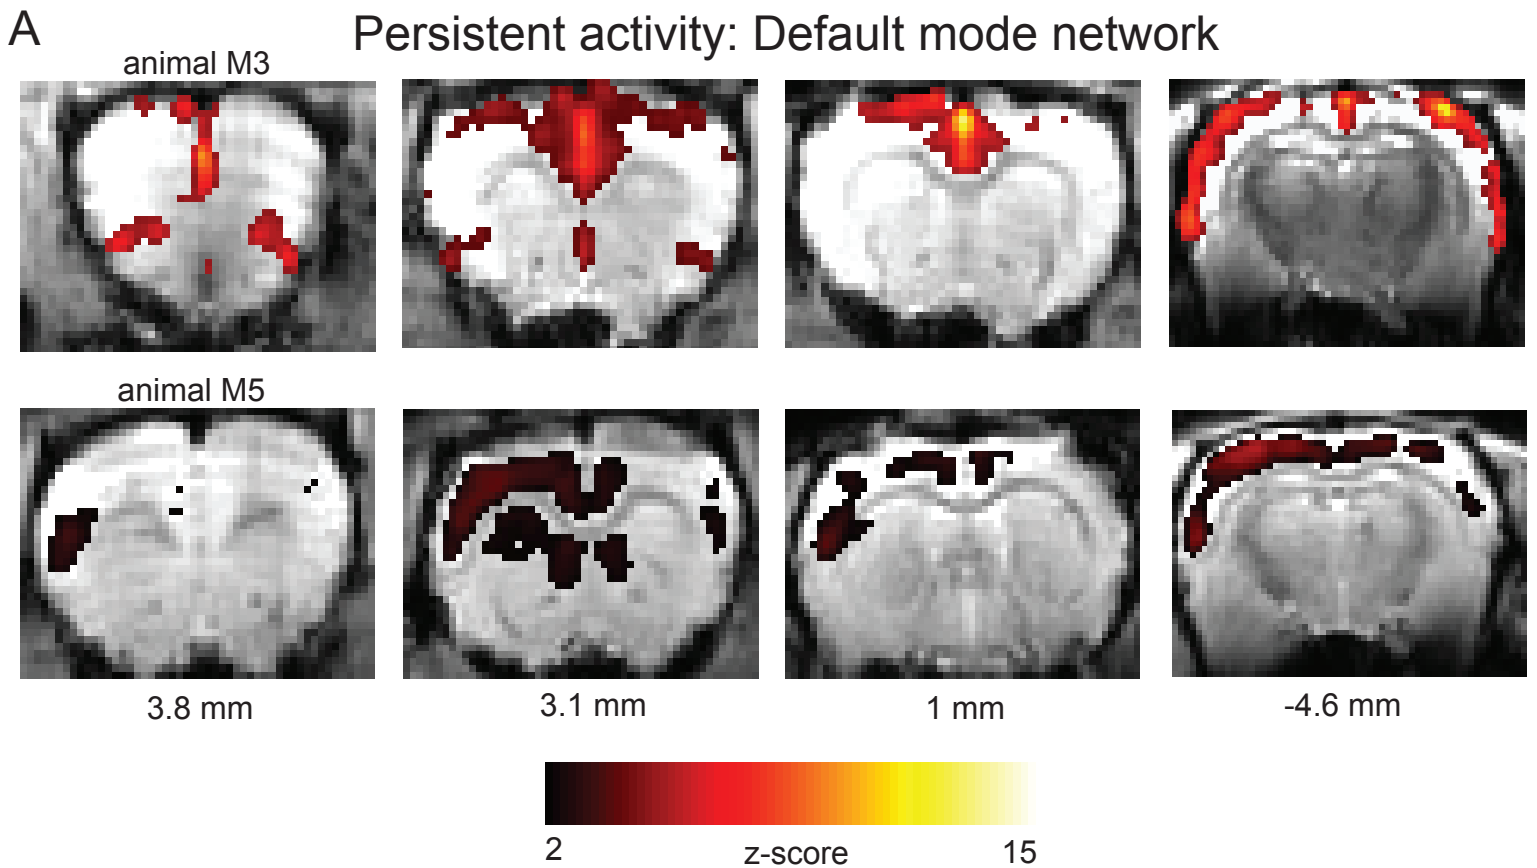 A
Persistent activity: Default mode network
animal M3
animal M5
3.8 mm
3.1 mm
1 mm
-4.6 mm
2
z-score
15